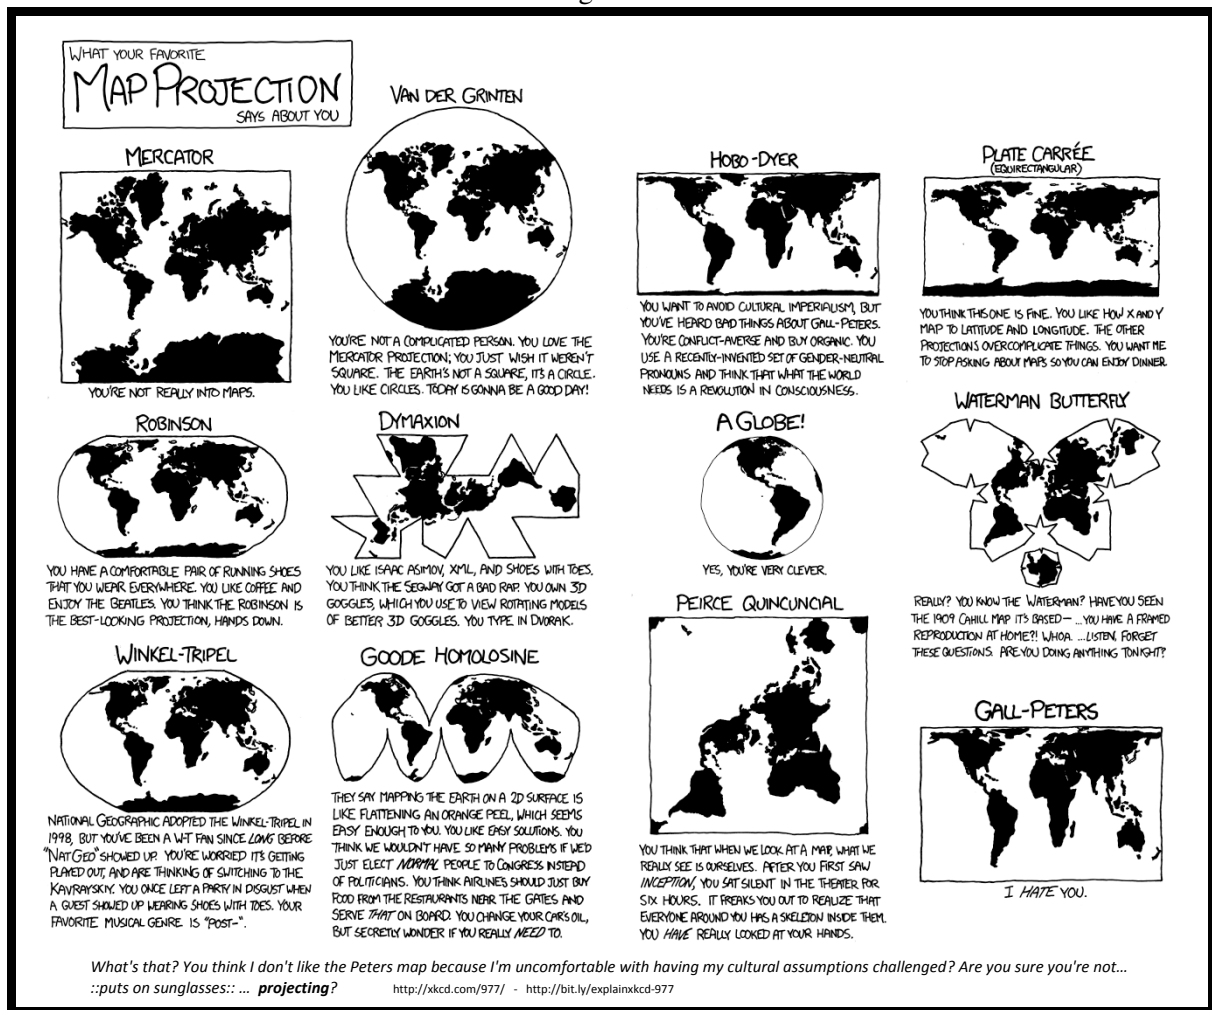 WHAT YOUR FAVORITE
MAP PROJECTION
SAYS ABOUT YOU
MERCATOR
YOU'RE NOT REALLY INTO MAPS.
VAN DER GRINTEN
YOU'RE NOT A COMPLICATED PERSON. YOU LOVE THE
MERCATOR PROJECTION; YOU JUST WISH IT WEREN'T
SQUARE. THE EARTH'S NOT A SQUARE, IT'S A CIRCLE.
YOU LIKE CIRCLES. TODAY IS GONNA BE A GOOD DAY!
ROBINSON
YOU HAVE A COMFORTABLE PAIR OF RUNNING SHOES
THAT YOU WEAR EVERYWHERE. YOU LIKE COFFEE AND
ENJOY THE BEATLES. YOU THINK THE ROBINSON IS
THE BEST-LOOKING PROJECTION, HANDS DOWN.
DYMAXION
YOU LIKE ISAAC ASIMOV, XML, AND SHOES WITH TOES.
YOU THINK THE SEGWAY GOT A BAD RAP. YOU OWN 3D
GOGGLES, WHICH YOU USE TO VIEW ROTATING MODELS
OF BETTER 3D GOGGLES. YOU TYPE IN DVORAK.
WINKEL-TRIPEL
NATIONAL GEOGRAPHIC ADOPTED THE WINKEL-TRIPEL IN
1998, BUT YOU'VE BEEN A W-T FAN SINCE LONG BEFORE
"NAT GEO" SHOWED UP. YOU'RE WORRIED IT'S GETTING
PLAYED OUT, AND ARE THINKING OF SWITCHING TO THE
KAVRAYSKIY. YOU ONCE LEFT A PARTY IN DISGUST WHEN
A GUEST SHOWED UP WEARING SHOES WITH TOES. YOUR
FAVORITE MUSICAL GENRE IS "POST-".
GOODE HOMOLOSINE
THEY SAY MAPPING THE EARTH ON A 2D SURFACE IS
LIKE FLATTENING AN ORANGE PEEL, WHICH SEEMS
EASY ENOUGH TO YOU. YOU LIKE EASY SOLUTIONS. YOU
THINK WE WOULDN'T HAVE SO MANY PROBLEMS IF WE'D
JUST ELECT NORMAL PEOPLE TO CONGRESS INSTEAD
OF POLITICIANS. YOU THINK AIRLINES SHOULD JUST BUY
FOOD FROM THE RESTAURANTS NEAR THE GATES AND
SERVE THAT ON BOARD. YOU CHANGE YOUR CAR'S OIL,
BUT SECRETLY WONDER IF YOU REALLY NEED TO.
HOBO-DYER
YOU WANT TO AVOID CULTURAL IMPERIALISM, BUT
YOU'VE HEARD BAD THINGS ABOUT GALL-PETERS.
YOU'RE CONFLICT-AVERSE AND BUY ORGANIC. YOU
USE A RECENTLY-INVENTED SET OF GENDER-NEUTRAL
PRONOUNS AND THINK THAT WHAT THE WORLD
NEEDS IS A REVOLUTION IN CONSCIOUSNESS.
PLATE CARRÉE
(EQUIRECTANGULAR)
YOU THINK THIS ONE IS FINE. YOU LIKE HOW X AND Y
MAP TO LATITUDE AND LONGITUDE. THE OTHER
PROJECTIONS OVERCOMPLICATE THINGS. YOU WANT ME
TO STOP ASKING ABOUT MAPS SO YOU CAN ENJOY DINNER.
A GLOBE!
YES, YOU'RE VERY CLEVER.
WATERMAN BUTTERFLY
REALLY? YOU KNOW THE WATERMAN? HAVE YOU SEEN
THE 1909 CAHILL MAP IT'S BASED— ...YOU HAVE A FRAMED
REPRODUCTION AT HOME?! WHOA. ...LISTEN, FORGET
THESE QUESTIONS. ARE YOU DOING ANYTHING TONIGHT?
PEIRCE QUINCUNCIAL
YOU THINK THAT WHEN WE LOOK AT A MAP, WHAT WE
REALLY SEE IS OURSELVES. AFTER YOU FIRST SAW
INCEPTION, YOU SAT SILENT IN THE THEATER FOR
SIX HOURS. IT FREAKS YOU OUT TO REALIZE THAT
EVERYONE AROUND YOU HAS A SKELETON INSIDE THEM.
YOU HAVE REALLY LOOKED AT YOUR HANDS.
GALL-PETERS
I HATE YOU.
What's that? You think I don't like the Peters map because I'm uncomfortable with having my cultural assumptions challenged? Are you sure you're not...
::puts on sunglasses:: ... projecting? http://xkcd.com/977/ - http://bit.ly/explainxkcd-977